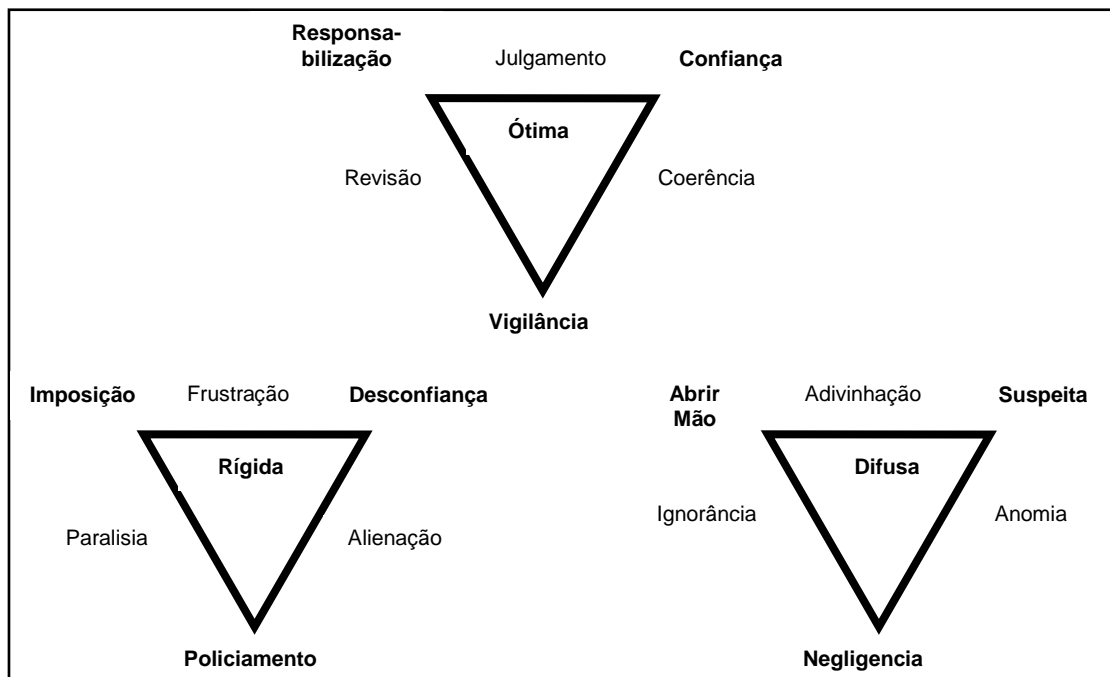 Responsa-
bilização
Julgamento
Confiança
Ótima
Revisão
Coerência
Vigilância
Imposição
Frustração
Desconfiança
Rígida
Paralisia
Alienação
Policiamento
Abrir
Mão
Adivinhação
Suspeita
Difusa
Ignorância
Anomia
Negligencia